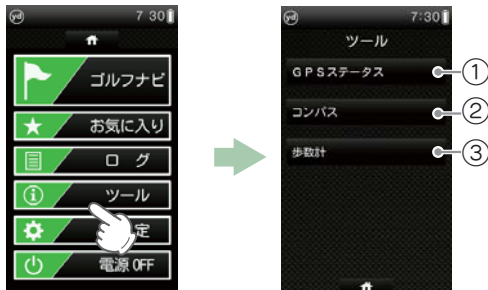 yd 7 30
ゴルフナビ
お気に入り
ログ
ツール
定
電源 OFF
yd 7:30
ツール
GPSステータス ①
コンパス ②
歩数計 ③